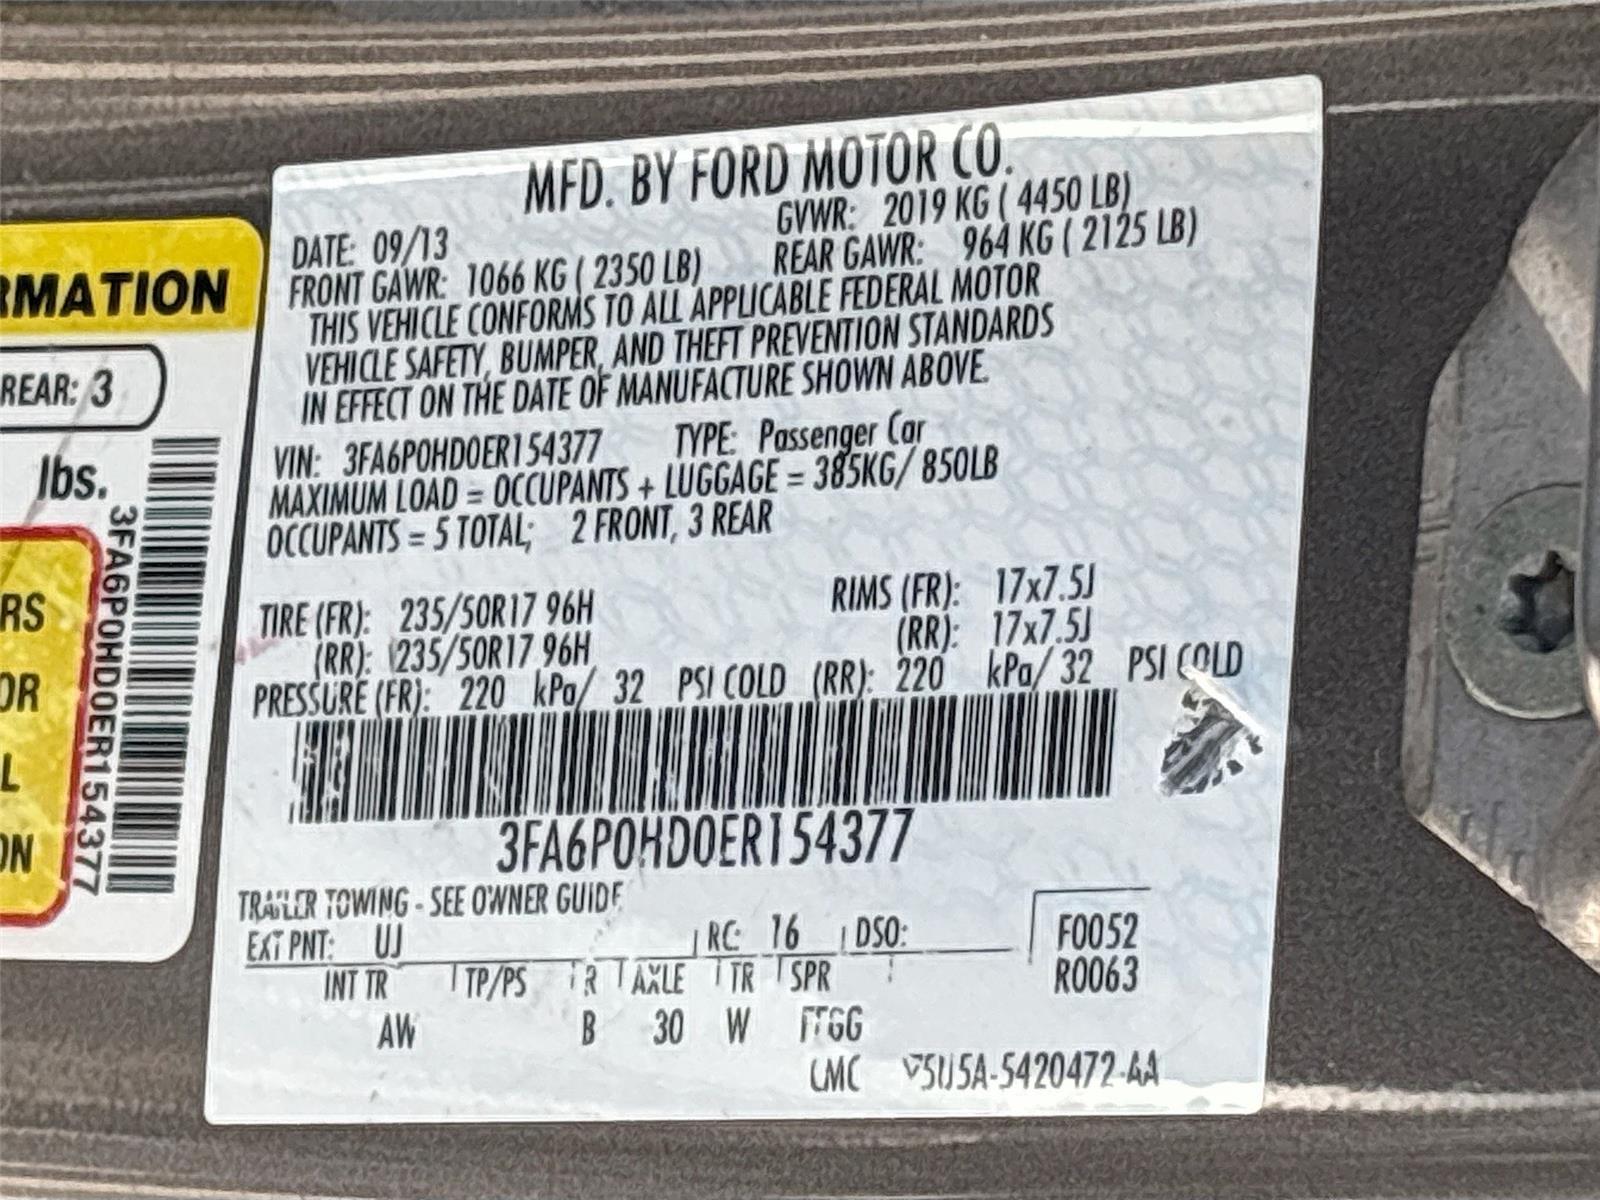 MFD. BY FORD MOTOR CO.
DATE: 09/13 GVWR: 2019 KG ( 4450 LB)
FRONT GAWR: 1066 KG ( 2350 LB) REAR GAWR: 964 KG ( 2125 LB)
THIS VEHICLE CONFORMS TO ALL APPLICABLE FEDERAL MOTOR
VEHICLE SAFETY, BUMPER, AND THEFT PREVENTION STANDARDS
IN EFFECT ON THE DATE OF MANUFACTURE SHOWN ABOVE.
VIN: 3FA6P0HD0ER154377 TYPE: Passenger Car
MAXIMUM LOAD = OCCUPANTS + LUGGAGE = 385KG/ 850LB
OCCUPANTS = 5 TOTAL; 2 FRONT, 3 REAR
TIRE (FR): 235/50R17 96H RIMS (FR): 17x7.5J
(RR): 235/50R17 96H (RR): 17x7.5J
PRESSURE (FR): 220 kPa/ 32 PSI COLD (RR): 220 kPa/ 32 PSI COLD
3FA6P0HD0ER154377
TRAILER TOWING - SEE OWNER GUIDE
EXT PNT: UJ RC: 16 DSO: F0052
INT TR TP/PS R AXLE TR SPR R0063
AW B 30 W FFGG
5U5A-5420472-AA
RMATION
REAR: 3
lbs.
3FA6P0HD0ER154377
RS
OR
L
ON